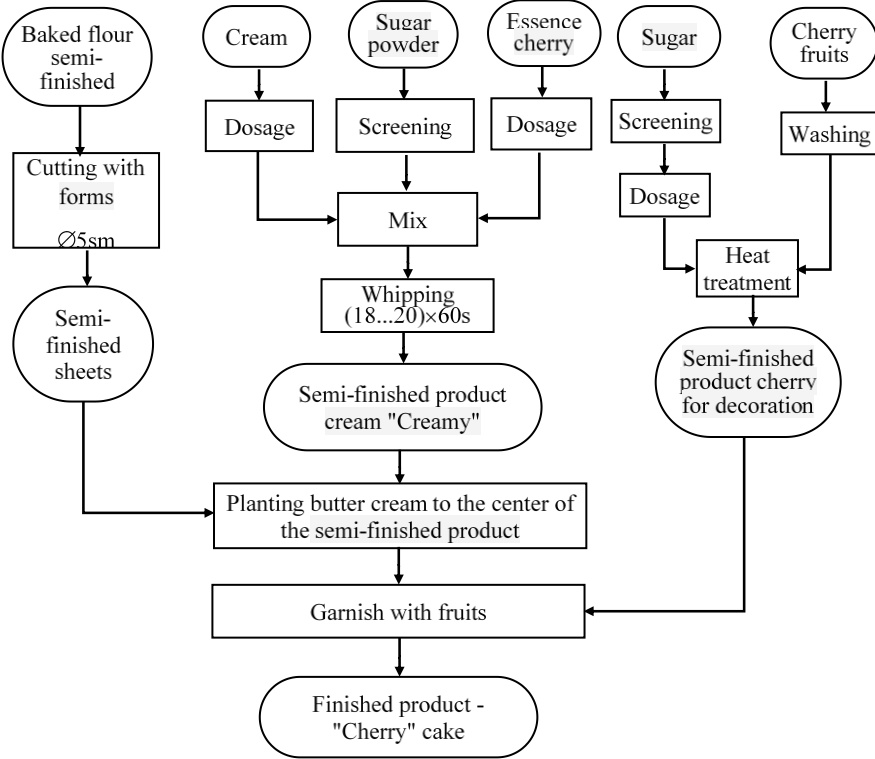 Baked flour
semi-
finished
Cream
Sugar
powder
Essence
cherry
Sugar
Cherry
fruits
Dosage
Screening
Dosage
Screening
Washing
Cutting with
forms
∅5sm
Mix
Dosage
Heat
treatment
Whipping
(18...20)×60s
Semi-
finished
sheets
Semi-finished product
cream "Creamy"
Semi-finished
product cherry
for decoration
Planting butter cream to the center of
the semi-finished product
Garnish with fruits
Finished product -
"Cherry" cake